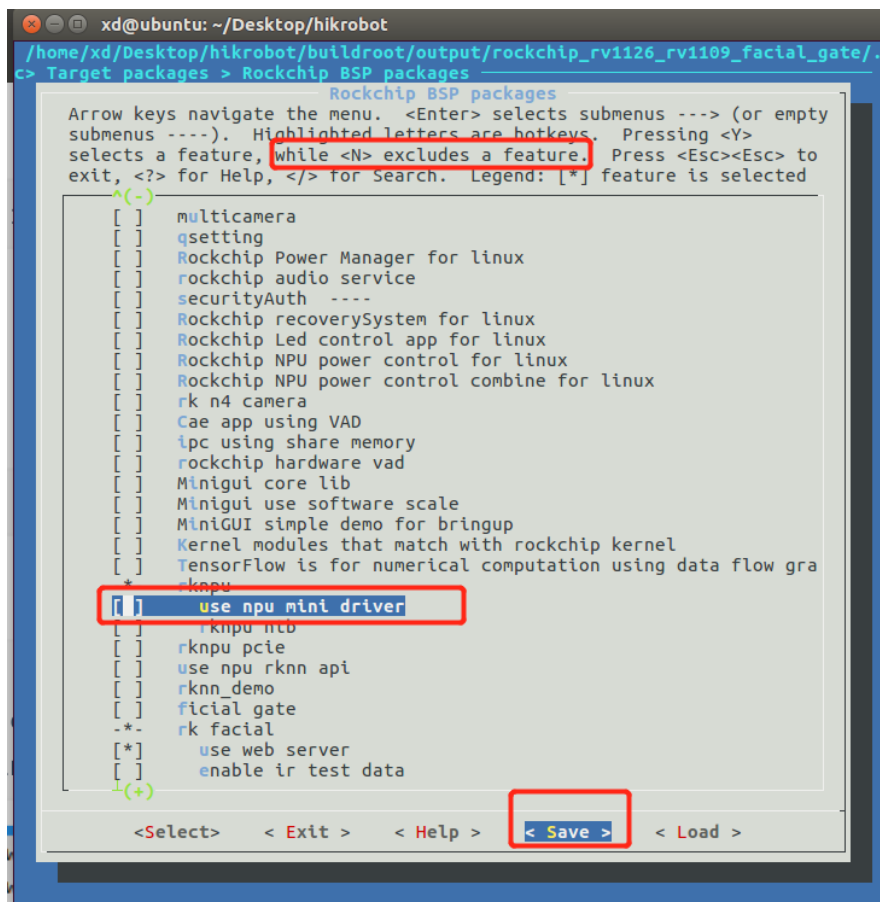 xd@ubuntu: ~/Desktop/hikrobot
/home/xd/Desktop/hikrobot/buildroot/output/rockchip_rv1126_rv1109_facial_gate/.
c> Target packages > Rockchip BSP packages
Rockchip BSP packages
Arrow keys navigate the menu. <Enter> selects submenus ---> (or empty
submenus ----). Highlighted letters are hotkeys. Pressing <Y>
selects a feature, while <N> excludes a feature. Press <Esc><Esc> to
exit, <?> for Help, </> for Search. Legend: [*] feature is selected
^(-)
[ ] multicamera
[ ] qsetting
[ ] Rockchip Power Manager for linux
[ ] rockchip audio service
[ ] securityAuth ----
[ ] Rockchip recoverySystem for linux
[ ] Rockchip Led control app for linux
[ ] Rockchip NPU power control for linux
[ ] Rockchip NPU power control combine for linux
[ ] rk n4 camera
[ ] Cae app using VAD
[ ] ipc using share memory
[ ] rockchip hardware vad
[ ] Minigui core lib
[ ] Minigui use software scale
[ ] MiniGUI simple demo for bringup
[ ] Kernel modules that match with rockchip kernel
[ ] TensorFlow is for numerical computation using data flow gra
-*- rknpu
[ ] use npu mini driver
[ ] rknpu ntb
[ ] rknpu pcie
[ ] use npu rknn api
[ ] rknn_demo
[ ] ficial gate
-*- rk facial
[*] use web server
[ ] enable ir test data
┴(+)
<Select> < Exit > < Help > < Save > < Load >